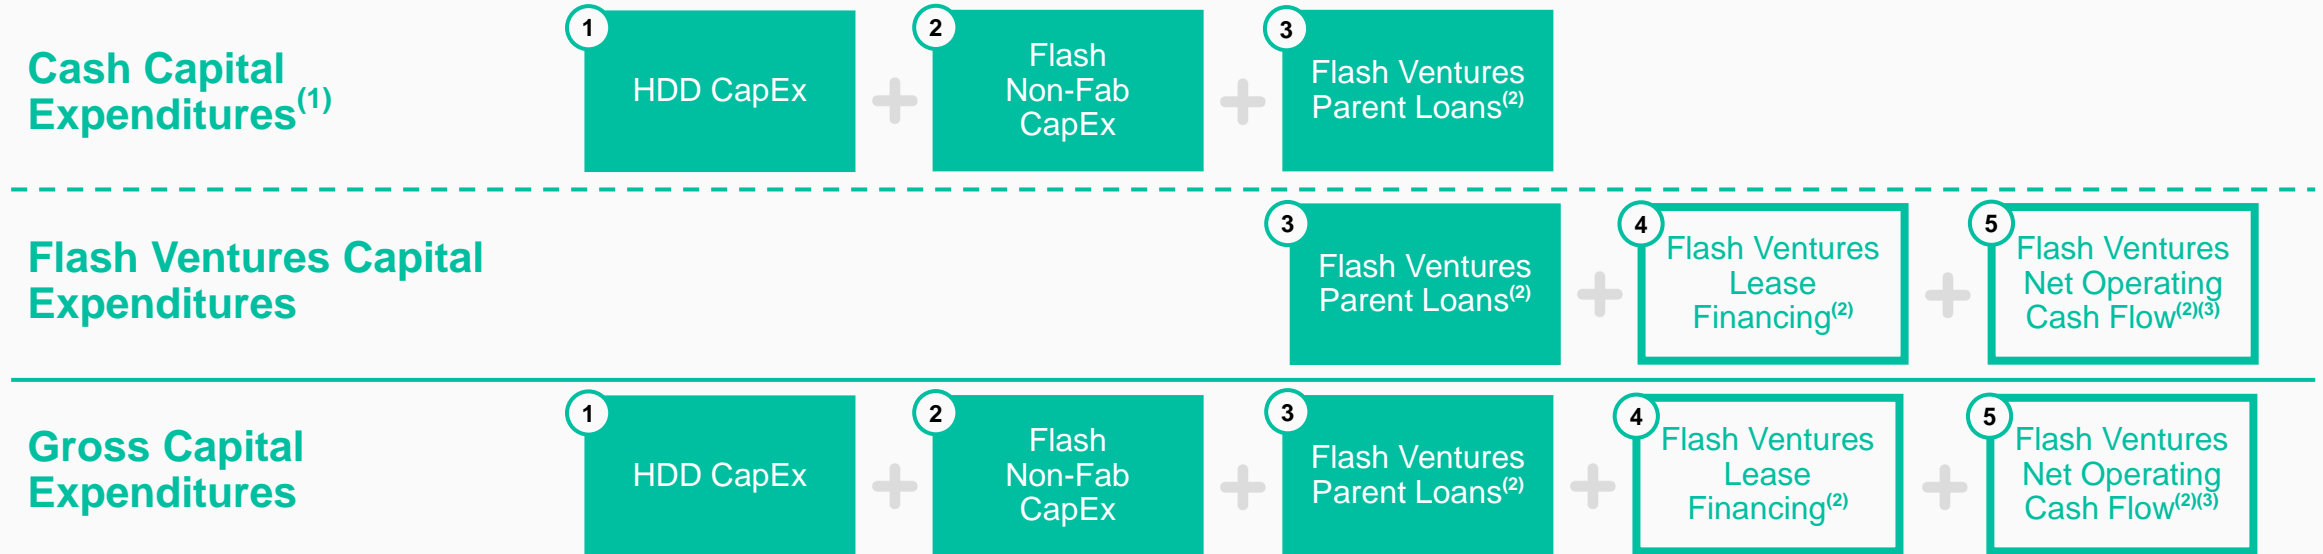 Cash Capital
Expenditures(1)
1
HDD CapEx
+
2
Flash
Non-Fab
CapEx
+
3
Flash Ventures
Parent Loans(2)
Flash Ventures Capital
Expenditures
3
Flash Ventures
Parent Loans(2)
+
4
Flash Ventures
Lease
Financing(2)
+
5
Flash Ventures
Net Operating
Cash Flow(2)(3)
Gross Capital
Expenditures
1
HDD CapEx
+
2
Flash
Non-Fab
CapEx
+
3
Flash Ventures
Parent Loans(2)
+
4
Flash Ventures
Lease
Financing(2)
+
5
Flash Ventures
Net Operating
Cash Flow(2)(3)